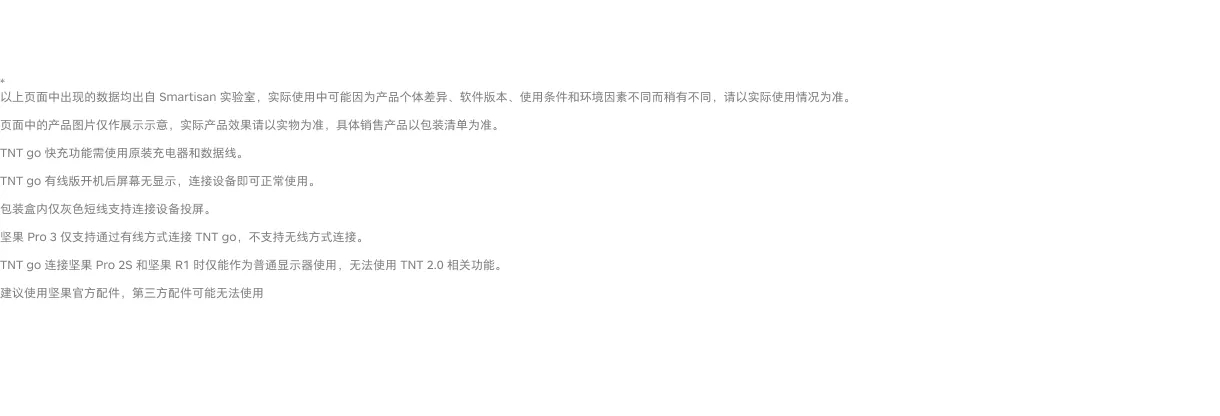 *
以上页面中出现的数据均出自 Smartisan 实验室，实际使用中可能因为产品个体差异、软件版本、使用条件和环境因素不同而稍有不同，请以实际使用情况为准。
页面中的产品图片仅作展示示意，实际产品效果请以实物为准，具体销售产品以包装清单为准。
TNT go 快充功能需使用原装充电器和数据线。
TNT go 有线版开机后屏幕无显示，连接设备即可正常使用。
包装盒内仅灰色短线支持连接设备投屏。
坚果 Pro 3 仅支持通过有线方式连接 TNT go，不支持无线方式连接。
TNT go 连接坚果 Pro 2S 和坚果 R1 时仅能作为普通显示器使用，无法使用 TNT 2.0 相关功能。
建议使用坚果官方配件，第三方配件可能无法使用